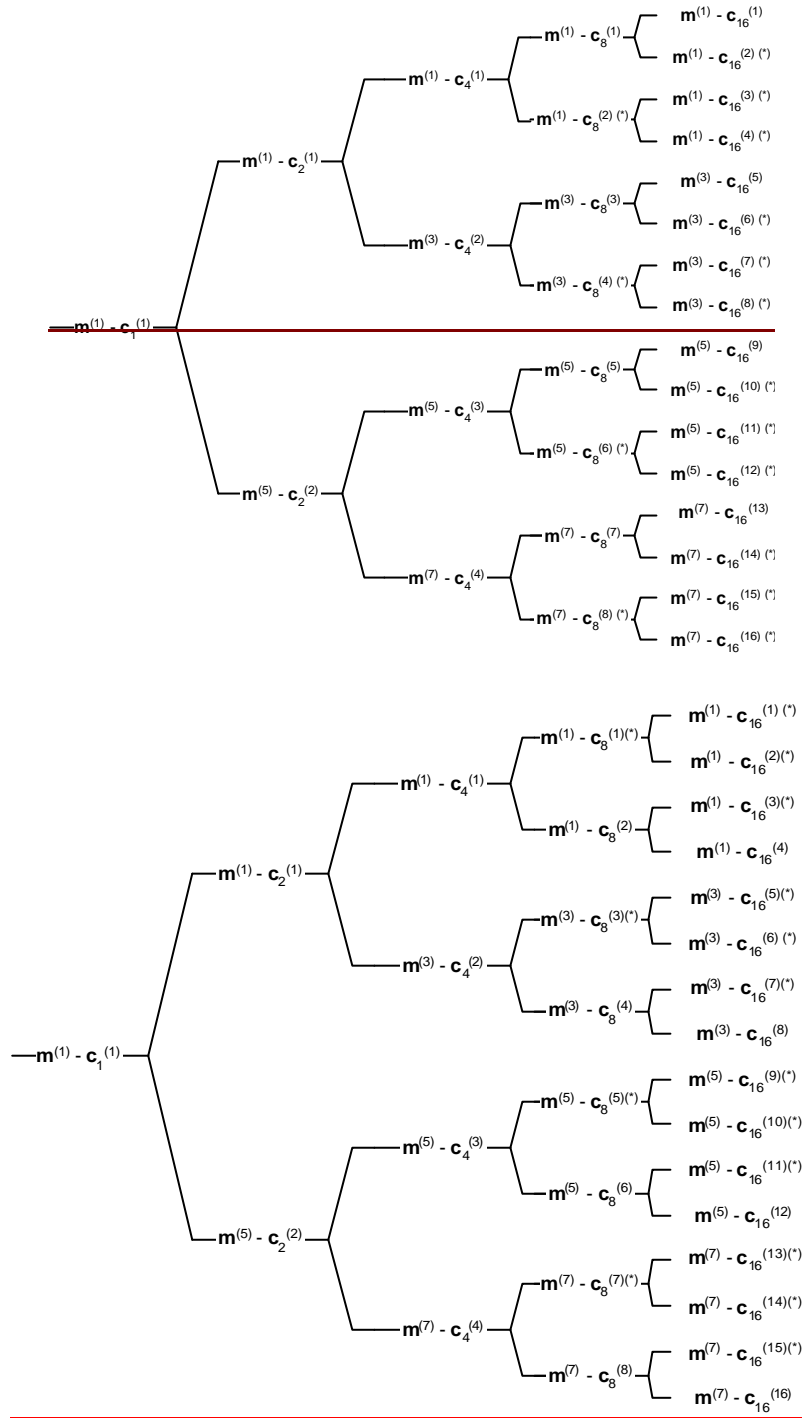 m(1) - c16(1)
m(1) - c8(1)
m(1) - c16(2) (*)
m(1) - c4(1)
m(1) - c16(3) (*)
m(1) - c8(2) (*)
m(1) - c16(4) (*)
m(1) - c2(1)
m(3) - c16(5)
m(3) - c8(3)
m(3) - c16(6) (*)
m(3) - c4(2)
m(3) - c16(7) (*)
m(3) - c8(4) (*)
m(3) - c16(8) (*)
m(1) - c1(1)
m(5) - c16(9)
m(5) - c8(5)
m(5) - c16(10) (*)
m(5) - c4(3)
m(5) - c16(11) (*)
m(5) - c8(6) (*)
m(5) - c16(12) (*)
m(5) - c2(2)
m(7) - c16(13)
m(7) - c8(7)
m(7) - c16(14) (*)
m(7) - c4(4)
m(7) - c16(15) (*)
m(7) - c8(8) (*)
m(7) - c16(16) (*)
m(1) - c16(1) (*)
m(1) - c8(1)(*)
m(1) - c16(2)(*)
m(1) - c4(1)
m(1) - c16(3)(*)
m(1) - c8(2)
m(1) - c16(4)
m(1) - c2(1)
m(3) - c16(5)(*)
m(3) - c8(3)(*)
m(3) - c16(6) (*)
m(3) - c4(2)
m(3) - c16(7)(*)
m(3) - c8(4)
m(3) - c16(8)
m(1) - c1(1)
m(5) - c16(9)(*)
m(5) - c8(5)(*)
m(5) - c16(10)(*)
m(5) - c4(3)
m(5) - c16(11)(*)
m(5) - c8(6)
m(5) - c16(12)
m(5) - c2(2)
m(7) - c16(13)(*)
m(7) - c8(7)(*)
m(7) - c16(14)(*)
m(7) - c4(4)
m(7) - c16(15)(*)
m(7) - c8(8)
m(7) - c16(16)